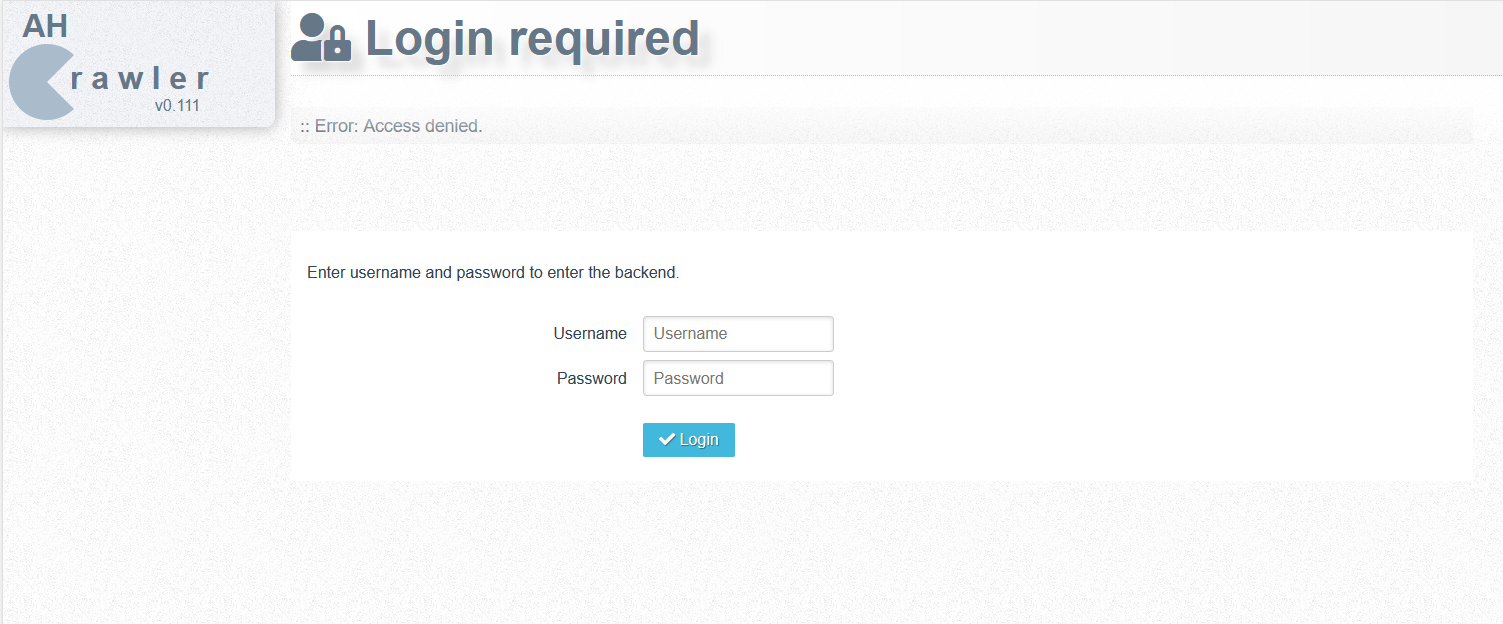 AH
rawler
v0.111
Login required
:: Error: Access denied.
Enter username and password to enter the backend.
Username Username
Password Password
Login